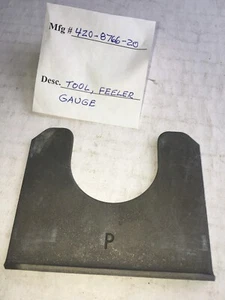 Mfg # 420-8766-20
Desc. TOOL, FEELER
GAUGE
P